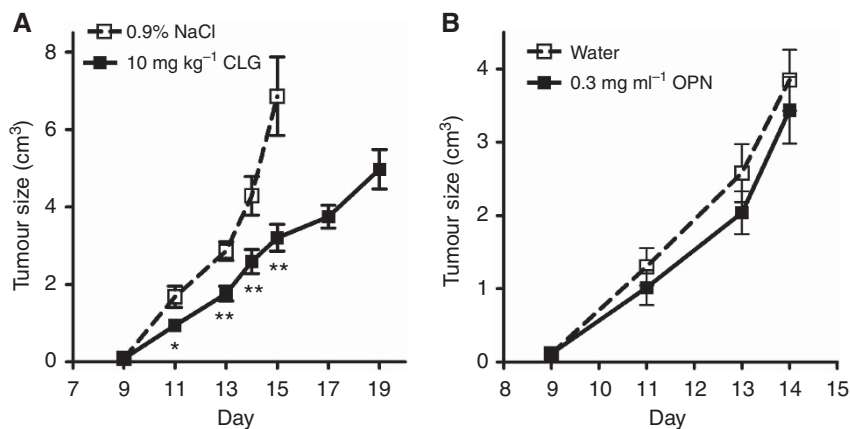 A
0.9% NaCl
10 mg kg⁻¹ CLG
Tumour size (cm³)
8
6
4
2
0
*
**
**
**
7 9 11 13 15 17 19
Day
B
Water
0.3 mg ml⁻¹ OPN
Tumour size (cm³)
4
3
2
1
0
8 9 10 11 12 13 14 15
Day